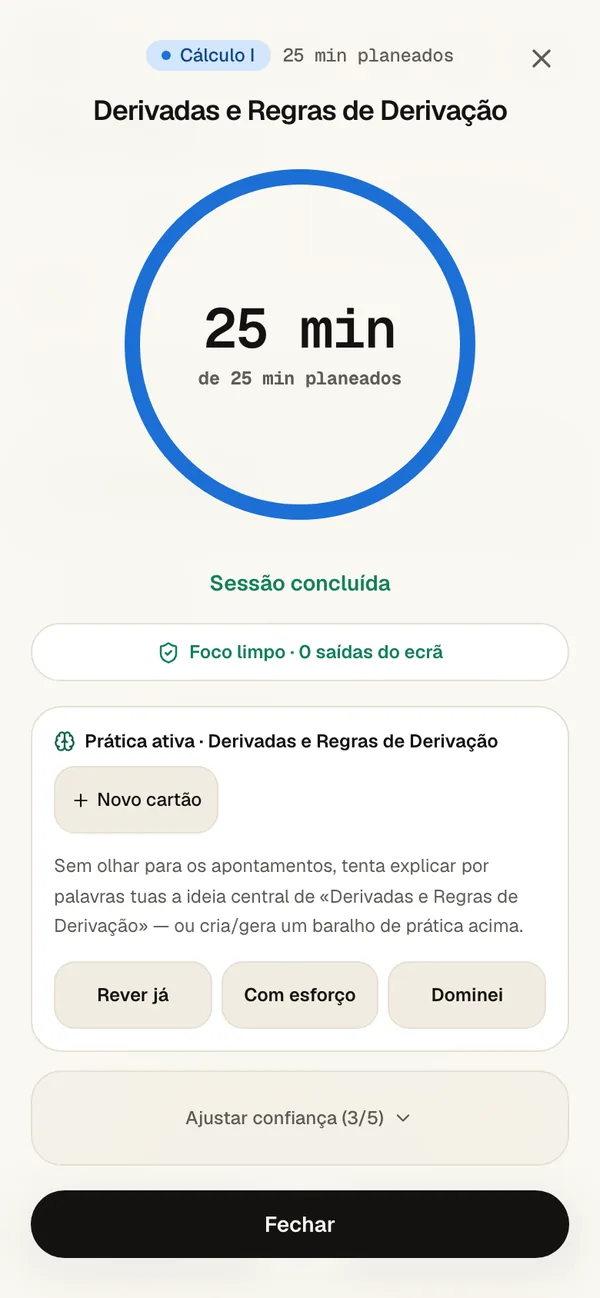 Cálculo I 25 min planeados
Derivadas e Regras de Derivação
25 min
de 25 min planeados
Sessão concluída
Foco limpo · 0 saídas do ecrã
Prática ativa · Derivadas e Regras de Derivação
+ Novo cartão
Sem olhar para os apontamentos, tenta explicar por
palavras tuas a ideia central de «Derivadas e Regras de
Derivação» — ou cria/gera um baralho de prática acima.
Rever já Com esforço Dominei
Ajustar confiança (3/5)
Fechar